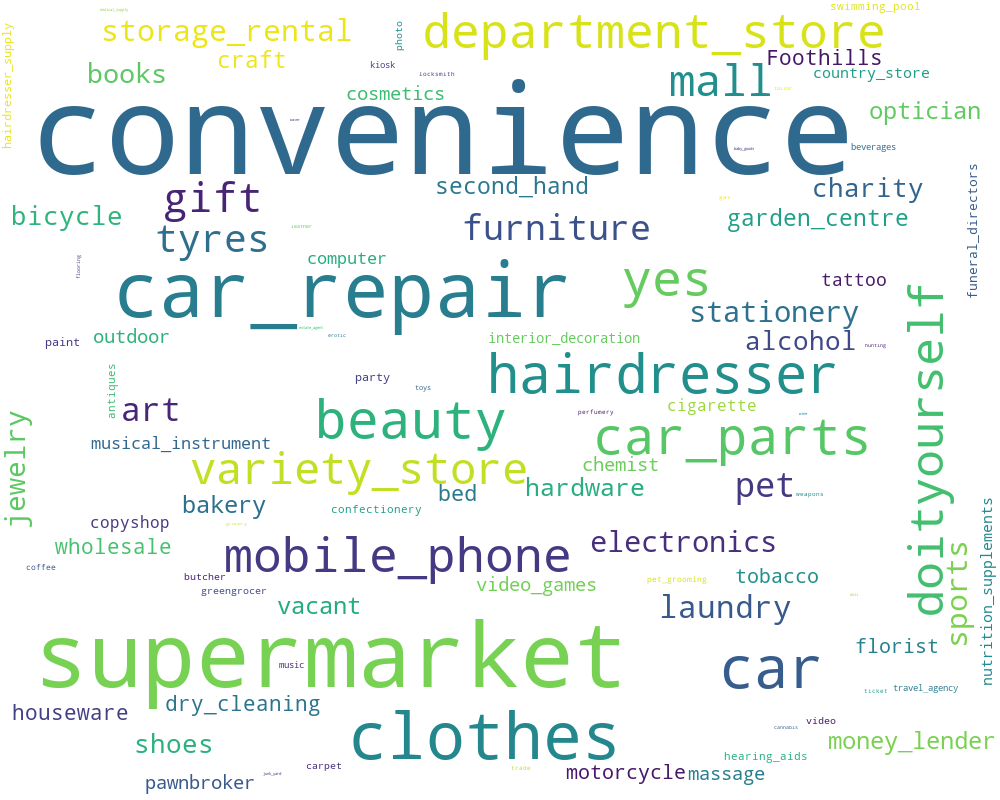 medical_supply
swimming_pool
storage_rental
department_store
hairdresser_supply
photo
craft
Foothills
books
kiosk
locksmith
mall
country_store
cosmetics
convenience
optician
baby_goods
beverages
gift
second_hand
charity
bicycle
furniture
garden_centre
funeral_directors
tyres
computer
flooring
car_repair
yes
tattoo
outdoor
estate_agent
erotic
interior_decoration
stationery
paint
alcohol
doityourself
hairdresser
party
toys
antiques
art
beauty
perfumery
cigarette
jewelry
musical_instrument
car_parts
variety_store
chemist
bakery
bed
hardware
pet
weapons
confectionery
copyshop
wholesale
mobile_phone
electronics
coffee
butcher
greengrocer
video_games
pet_grooming
tobacco
sports
nutrition_supplements
vacant
laundry
florist
supermarket
music
car
ticket
travel_agency
houseware
dry_cleaning
clothes
cannabis
video
shoes
money_lender
hearing_aids
carpet
trade
motorcycle
massage
pawnbroker